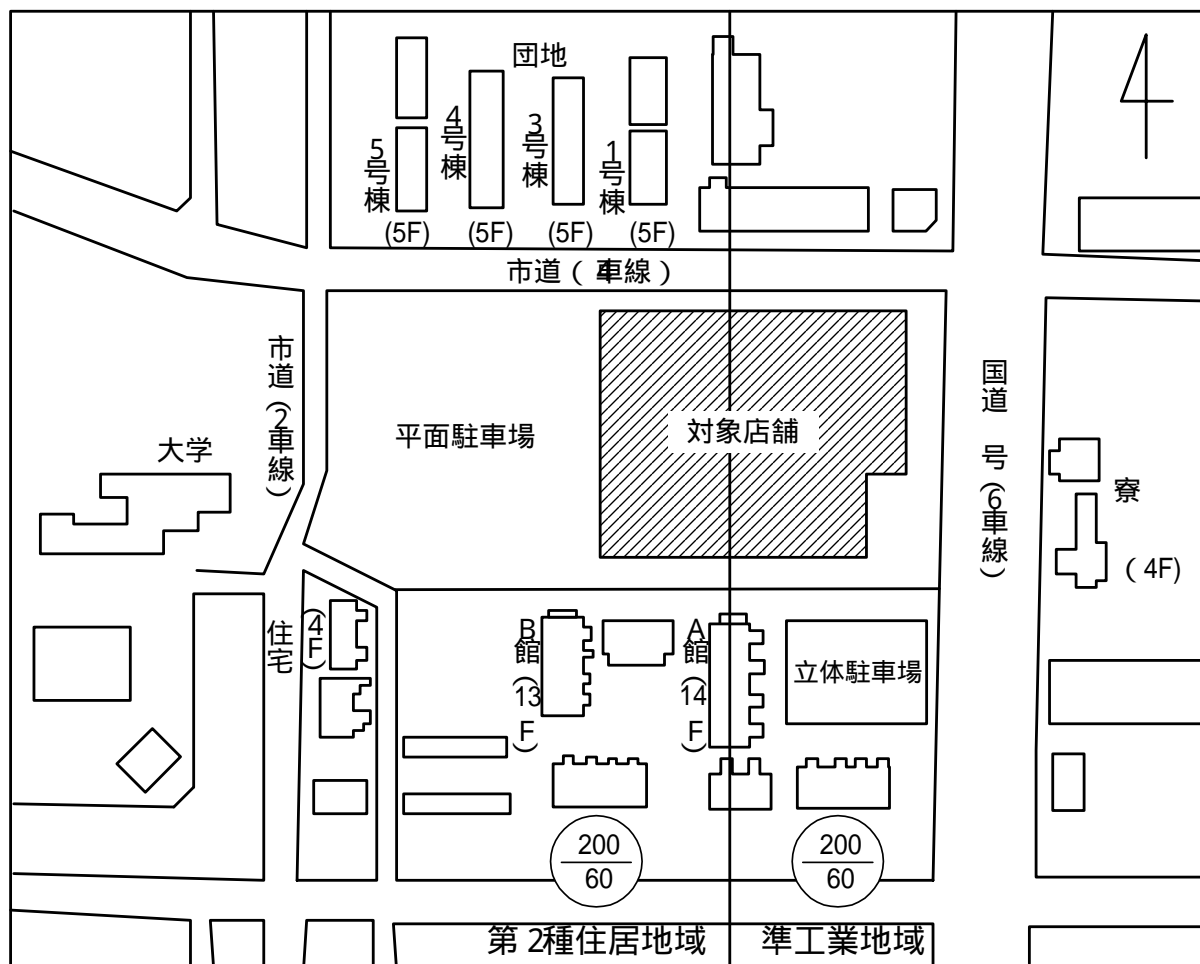 団地
5号棟
4号棟
3号棟
1号棟
(5F)
(5F)
(5F)
(5F)
市道(4車線)
市道(2車線)
平面駐車場
対象店舗
国道 号(6車線)
大学
寮
(4F)
住宅
(4F)
B館(13F)
A館(14F)
立体駐車場
200
60
200
60
第2種住居地域
準工業地域